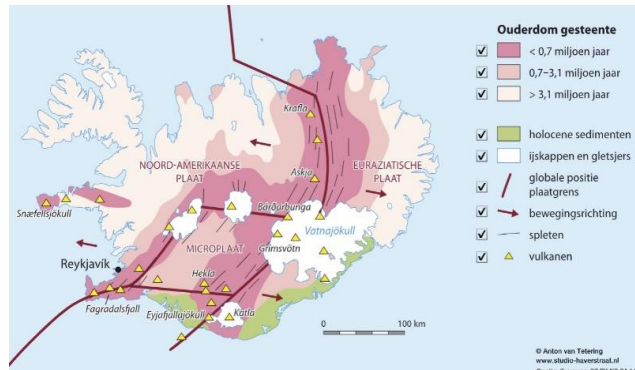 Ouderdom gesteente
< 0,7 miljoen jaar
0,7–3,1 miljoen jaar
> 3,1 miljoen jaar
holocene sedimenten
ijskappen en gletsjers
globale positie
plaatgrens
bewegingsrichting
spleten
vulkanen
Krafla
NOORD-AMERIKAANSE
PLAAT
EURAZIATISCHE
PLAAT
Askja
Snæfellsjökull
Bárðarbunga
Vatnajökull
MICROPLAAT
Grímsvötn
Reykjavík
Hekla
Fagradalsfjall
Eyjafjallajökull
Katla
0
100 km
© Anton van Tetering
www.studio-haverstraat.nl